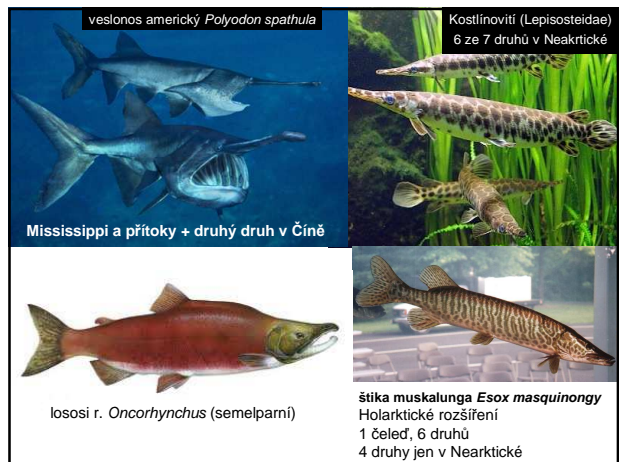 veslonos americký Polyodon spathula
Kostlínovití (Lepisosteidae)
6 ze 7 druhů v Neakrtické
Mississippi a přítoky + druhý druh v Číně
lososi r. Oncorhynchus (semelparní)
štika muskalunga Esox masquinongy
Holarktické rozšíření
1 čeleď, 6 druhů
4 druhy jen v Nearktické